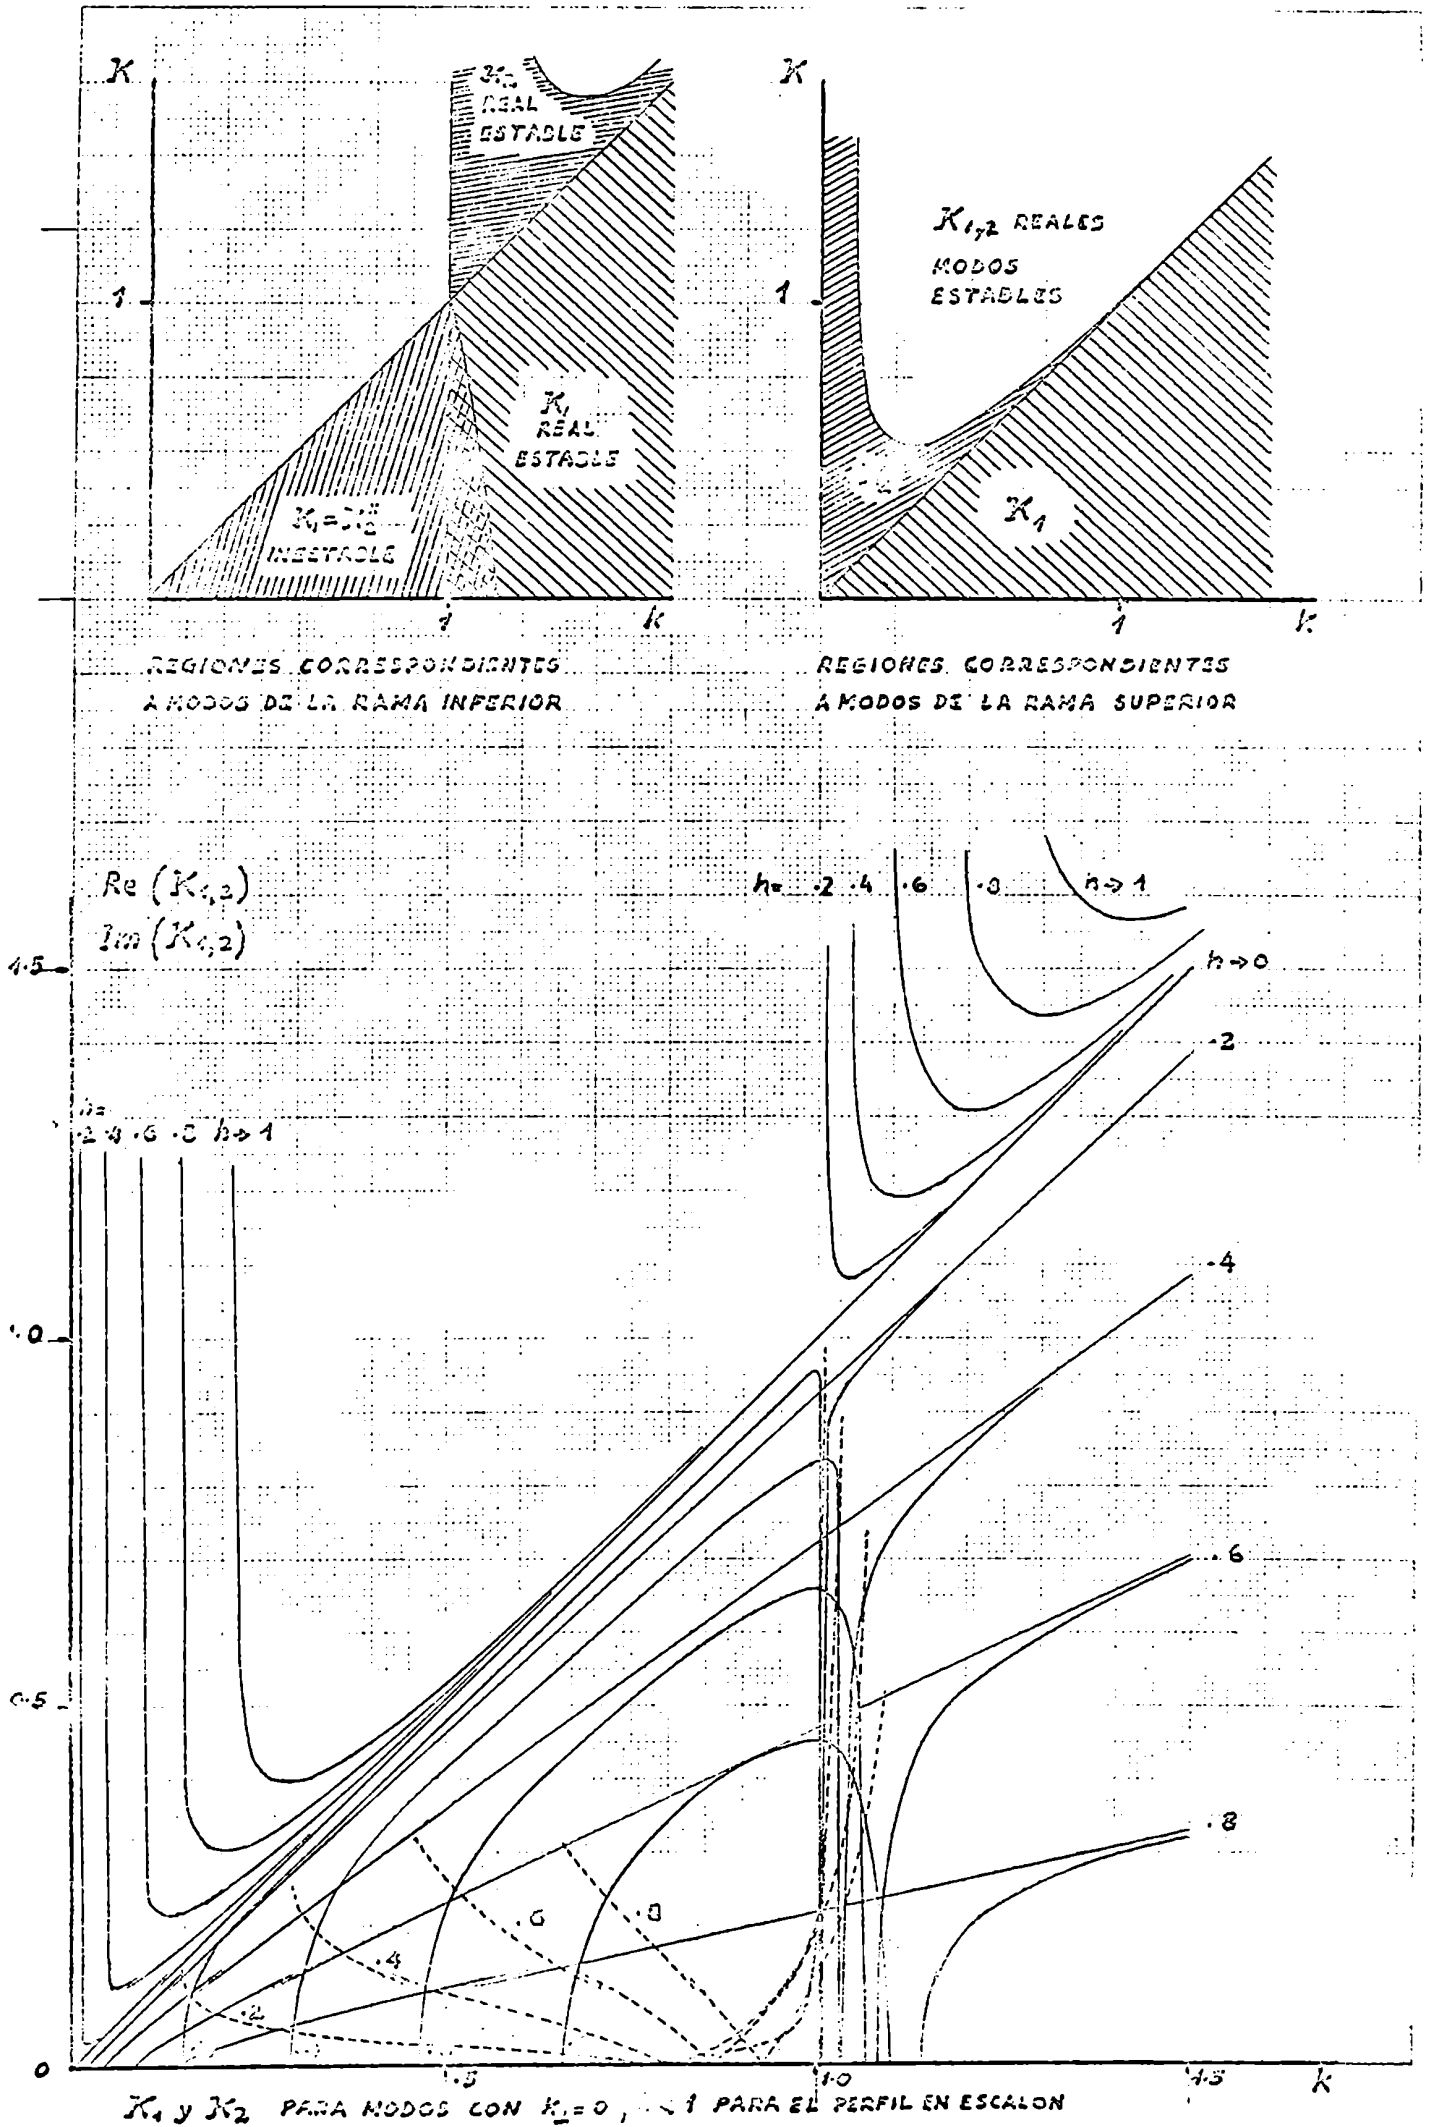 K
K₂
REAL
ESTABLE
1
K₁
REAL
ESTABLE
K₁=K₂*
INESTABLE
1
k
REGIONES CORRESPONDIENTES
A MODOS DE LA RAMA INFERIOR
K
K₁,₂ REALES
MODOS
ESTABLES
1
K₁
1
k
REGIONES CORRESPONDIENTES
A MODOS DE LA RAMA SUPERIOR
Re (K₁,₂)
Im (K₁,₂)
h= .2 .4 .6 .8 h→1
1.5
h→0
.2
h=
.2 .4 .6 .8 h→1
.4
1.0
.6
0.5
.8
.6
.8
.4
.2
0
.5
1.0
1.5
k
K₁ y K₂ PARA MODOS CON k⊥=0, < 1 PARA EL PERFIL EN ESCALON